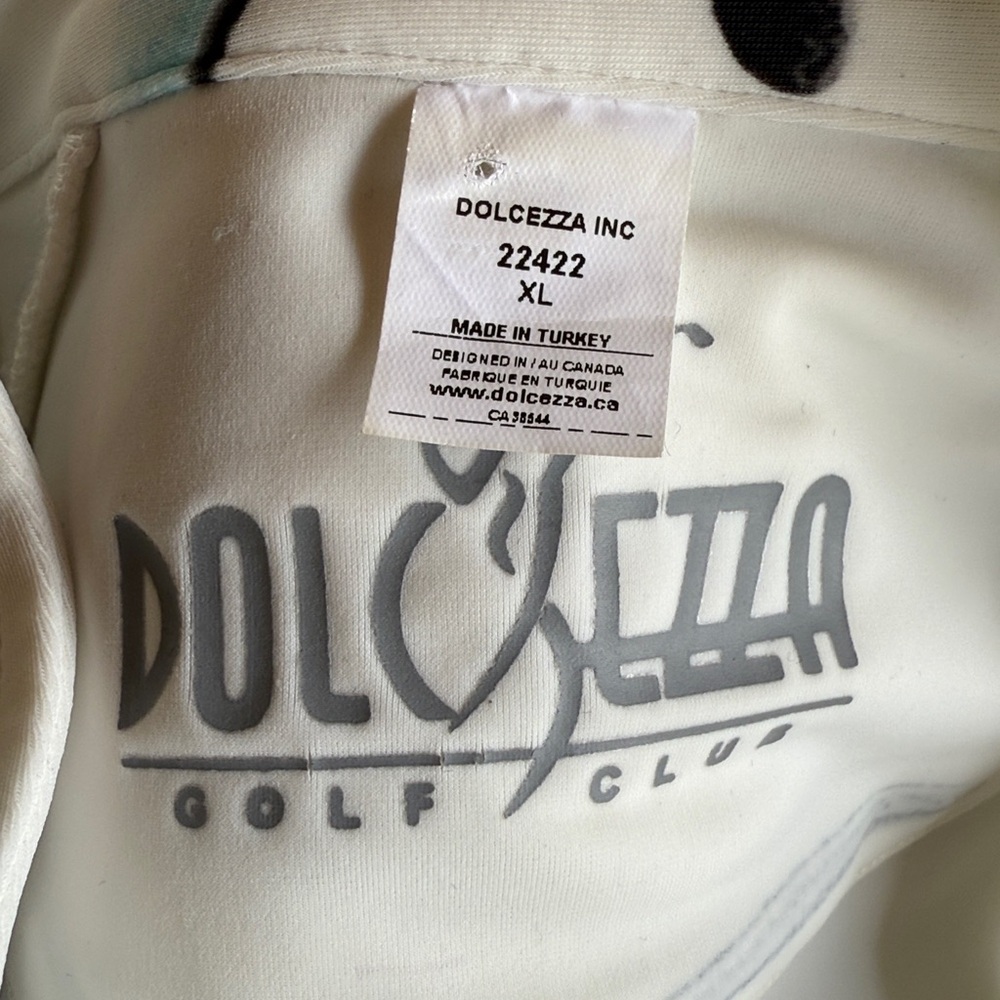 DOLCEZZA INC
22422
XL
MADE IN TURKEY
DESIGNED IN / AU CANADA
FABRIQUE EN TURQUIE
www.dolcezza.ca
CA 38544
DOLCEZZA
GOLF CLUB